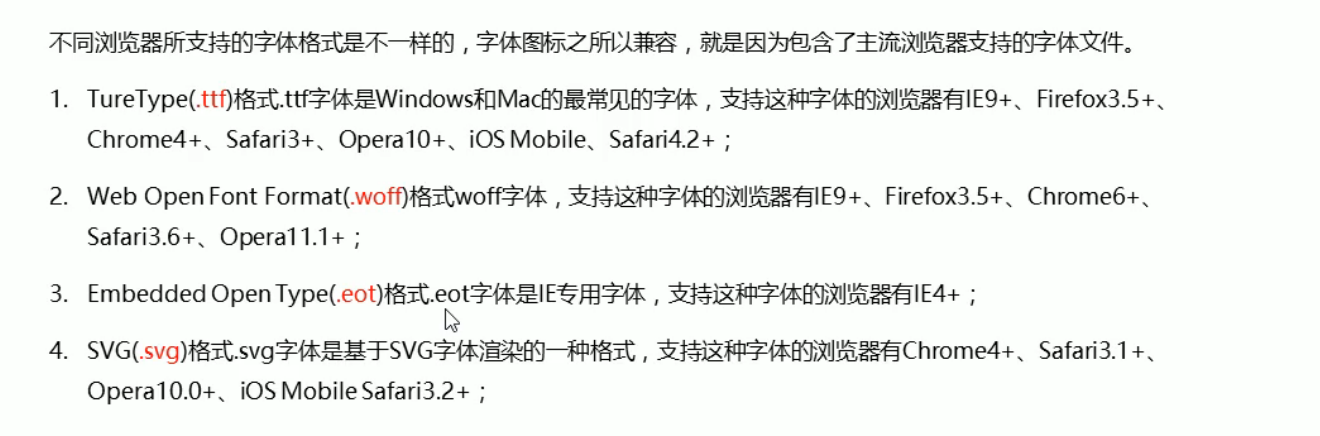 不同浏览器所支持的字体格式是不一样的，字体图标之所以兼容，就是因为包含了主流浏览器支持的字体文件。
1. TureType(.ttf)格式.ttf字体是Windows和Mac的最常见的字体，支持这种字体的浏览器有IE9+、Firefox3.5+、
Chrome4+、Safari3+、Opera10+、iOS Mobile、Safari4.2+；
2. Web Open Font Format(.woff)格式woff字体，支持这种字体的浏览器有IE9+、Firefox3.5+、Chrome6+、
Safari3.6+、Opera11.1+；
3. Embedded Open Type(.eot)格式.eot字体是IE专用字体，支持这种字体的浏览器有IE4+；
4. SVG(.svg)格式.svg字体是基于SVG字体渲染的一种格式，支持这种字体的浏览器有Chrome4+、Safari3.1+、
Opera10.0+、iOS Mobile Safari3.2+；